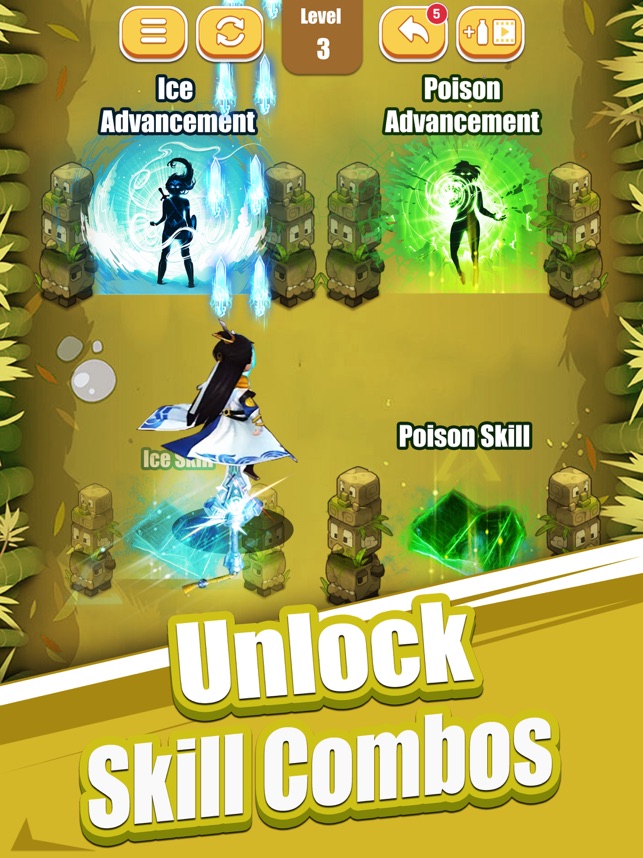 Level
3
5
+
Ice
Advancement
Poison
Advancement
Poison Skill
Ice Skill
Unlock
Skill Combos